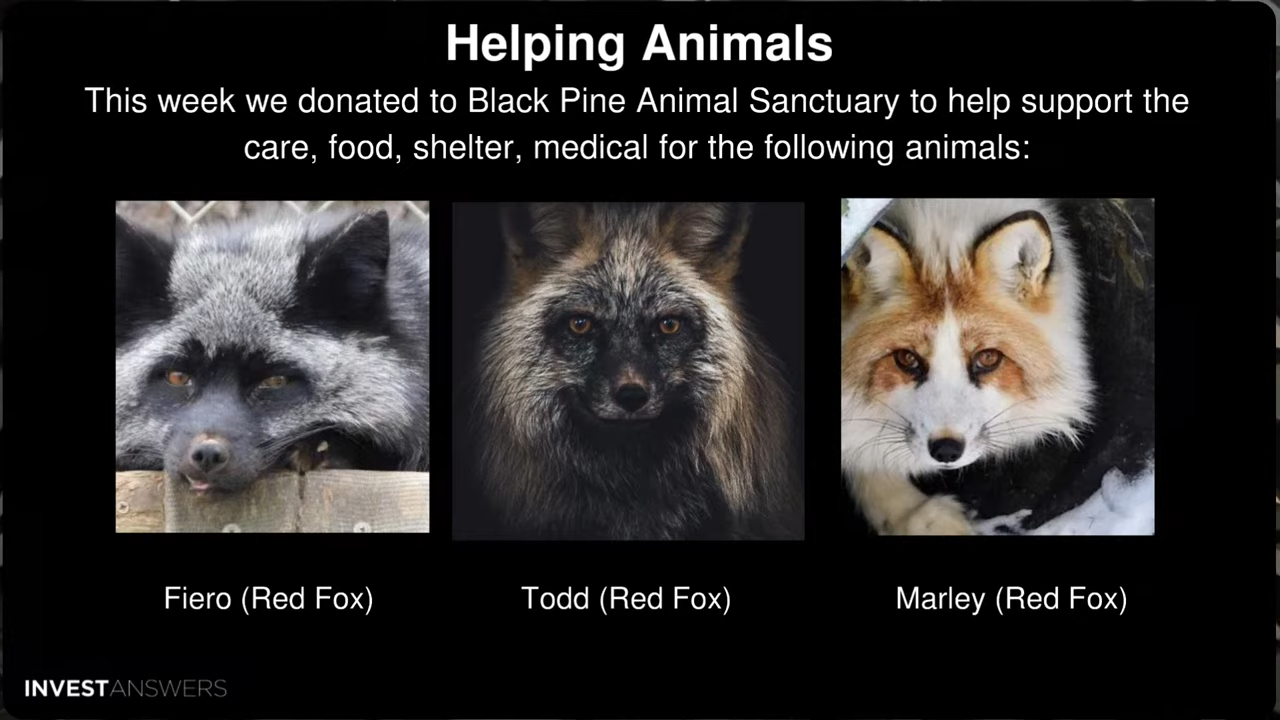 Helping Animals
This week we donated to Black Pine Animal Sanctuary to help support the
care, food, shelter, medical for the following animals:
Fiero (Red Fox)
Todd (Red Fox)
Marley (Red Fox)
INVESTANSWERS